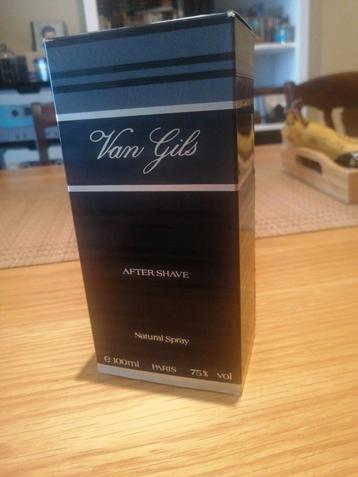 Van Gils
AFTER SHAVE
Natural Spray
e 100ml PARIS 75% vol